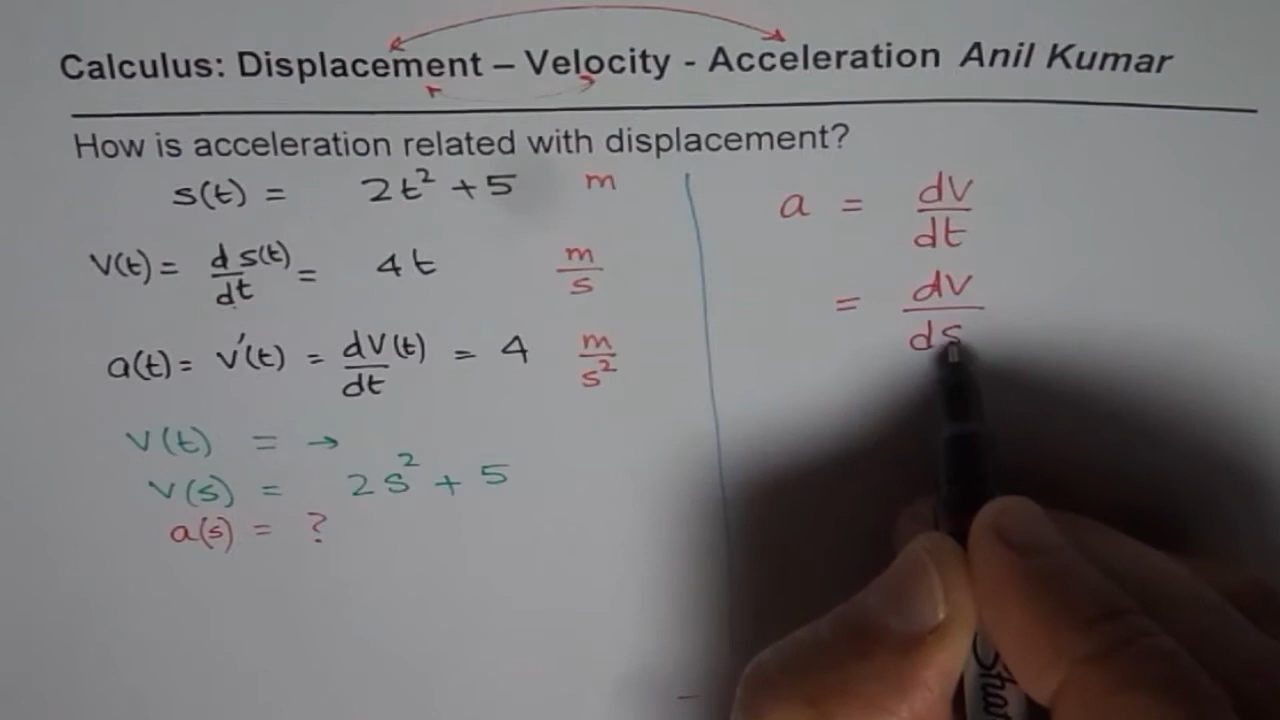 Calculus: Displacement – Velocity - Acceleration Anil Kumar
How is acceleration related with displacement?
s(t) = 2t² + 5 m
v(t) = d s(t)/dt = 4t m/s
a(t) = v'(t) = dv(t)/dt = 4 m/s²
v(t) = →
v(s) = 2s² + 5
a(s) = ?
a = dv/dt
= dv/ds